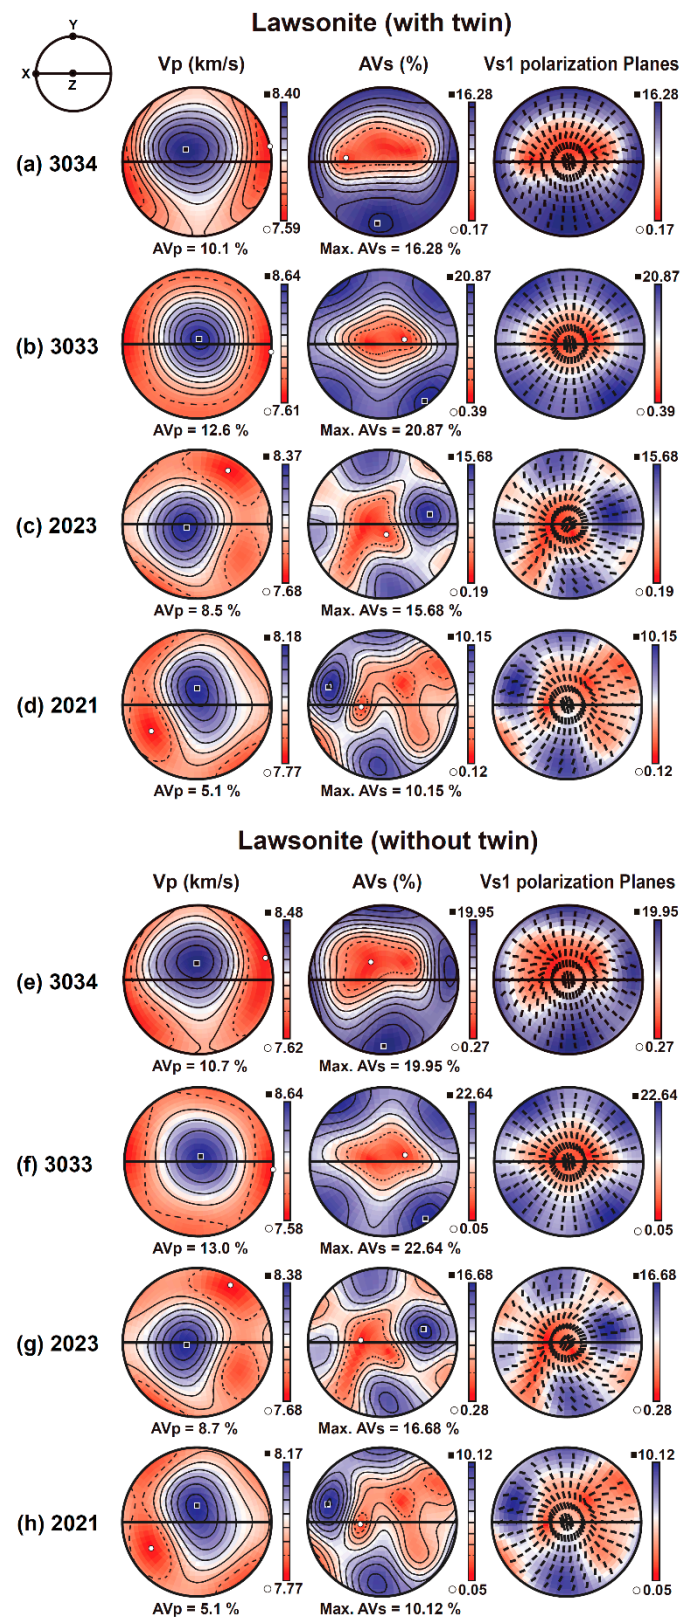 Lawsonite (with twin)
Y
X
Z
Vp (km/s) AVs (%) Vs1 polarization Planes
(a) 3034
■8.40
○7.59
AVp = 10.1 %
■16.28
○0.17
Max. AVs = 16.28 %
■16.28
○0.17
(b) 3033
■8.64
○7.61
AVp = 12.6 %
■20.87
○0.39
Max. AVs = 20.87 %
■20.87
○0.39
(c) 2023
■8.37
○7.68
AVp = 8.5 %
■15.68
○0.19
Max. AVs = 15.68 %
■15.68
○0.19
(d) 2021
■8.18
○7.77
AVp = 5.1 %
■10.15
○0.12
Max. AVs = 10.15 %
■10.15
○0.12
Lawsonite (without twin)
Vp (km/s) AVs (%) Vs1 polarization Planes
(e) 3034
■8.48
○7.62
AVp = 10.7 %
■19.95
○0.27
Max. AVs = 19.95 %
■19.95
○0.27
(f) 3033
■8.64
○7.58
AVp = 13.0 %
■22.64
○0.05
Max. AVs = 22.64 %
■22.64
○0.05
(g) 2023
■8.38
○7.68
AVp = 8.7 %
■16.68
○0.28
Max. AVs = 16.68 %
■16.68
○0.28
(h) 2021
■8.17
○7.77
AVp = 5.1 %
■10.12
○0.05
Max. AVs = 10.12 %
■10.12
○0.05